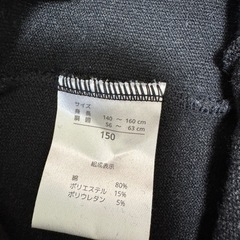 サイズ
身長 140 ～ 160 cm
胴囲 56 ～ 63 cm
150
組成表示
綿 80%
ポリエステル 15%
ポリウレタン 5%